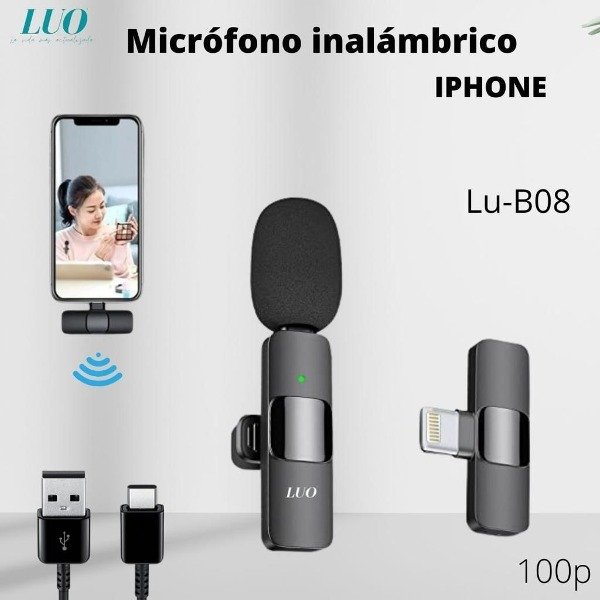 LUO
Micrófono inalámbrico
IPHONE
Lu-B08
LUO
100p